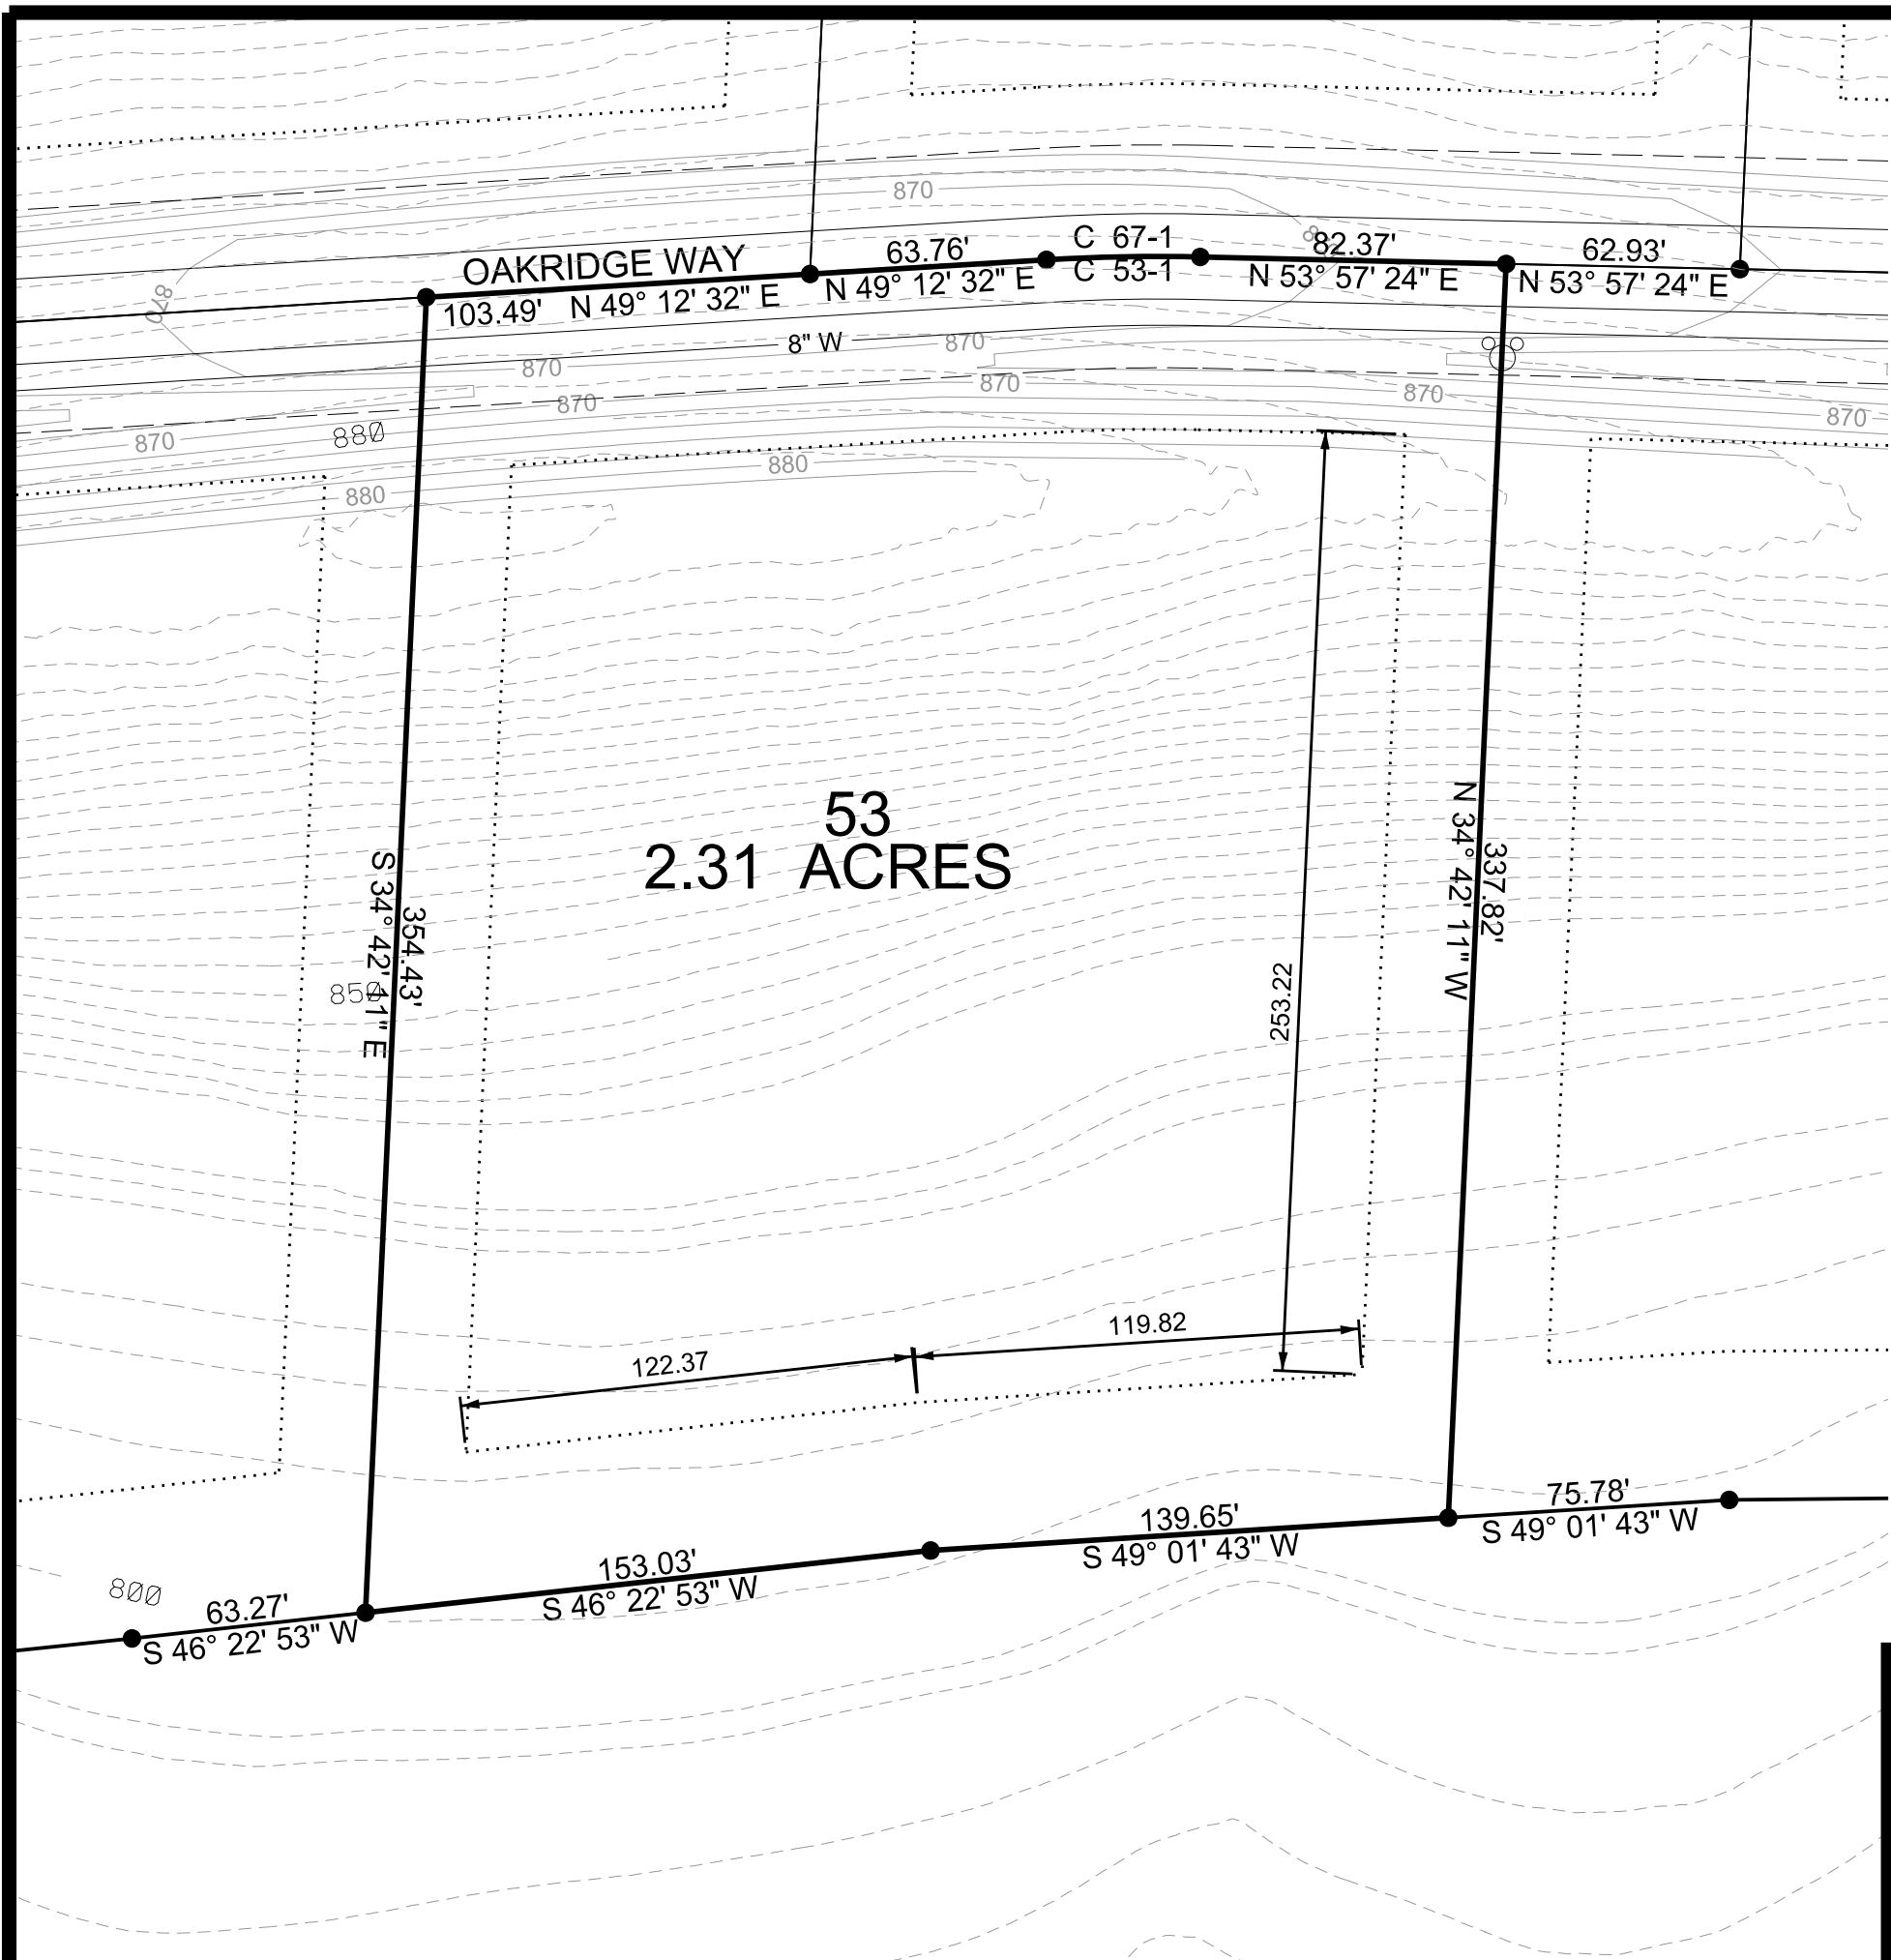 870
OAKRIDGE WAY
63.76'
C 67-1
82.37'
62.93'
103.49' N 49° 12' 32" E
N 49° 12' 32" E
C 53-1
N 53° 57' 24" E
N 53° 57' 24" E
870
8" W
870
870
870
870
870
870
870
880
880
880
53
2.31 ACRES
S 34° 42' 11" E
354.43'
N 34° 42' 11" W
337.82'
850
253.22
122.37
119.82
153.03'
S 46° 22' 53" W
139.65'
S 49° 01' 43" W
75.78'
S 49° 01' 43" W
800
63.27'
S 46° 22' 53" W